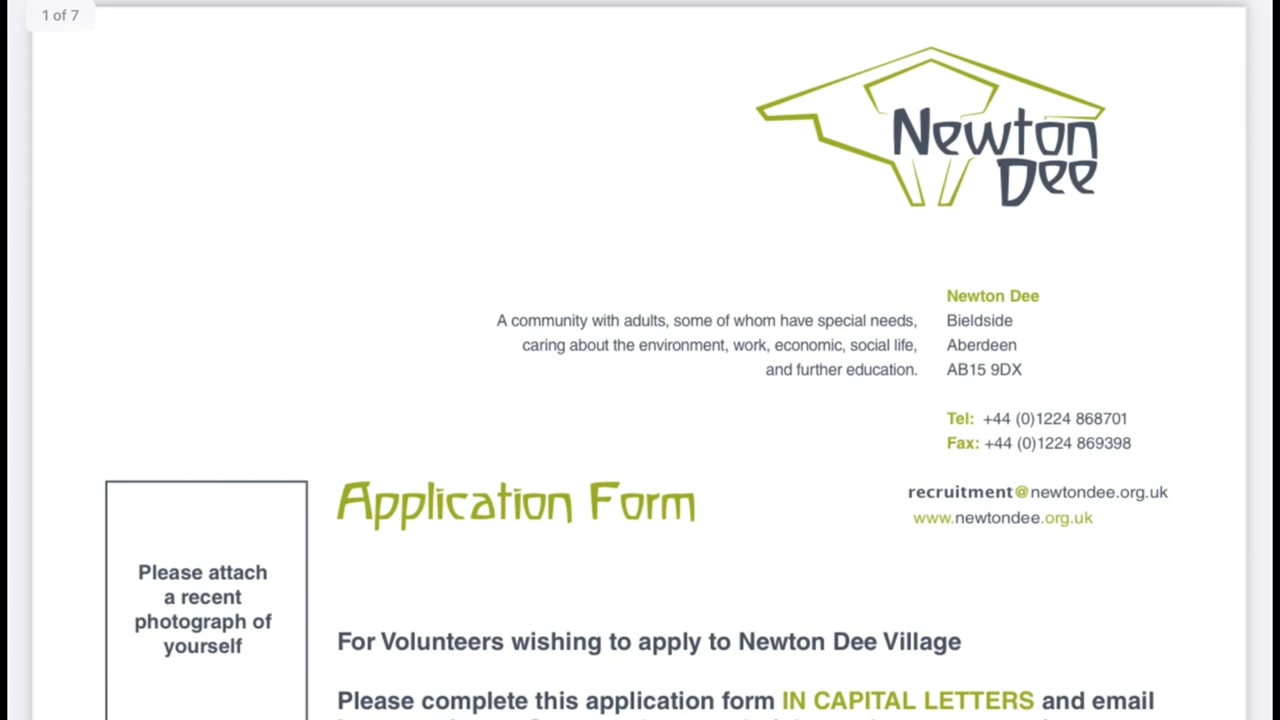 1 of 7
Newton
Dee
Newton Dee
A community with adults, some of whom have special needs,
Bieldside
caring about the environment, work, economic, social life,
Aberdeen
and further education.
AB15 9DX
Tel: +44 (0)1224 868701
Fax: +44 (0)1224 869398
Application Form
recruitment@newtondee.org.uk
www.newtondee.org.uk
Please attach
a recent
photograph of
yourself
For Volunteers wishing to apply to Newton Dee Village
Please complete this application form IN CAPITAL LETTERS and email